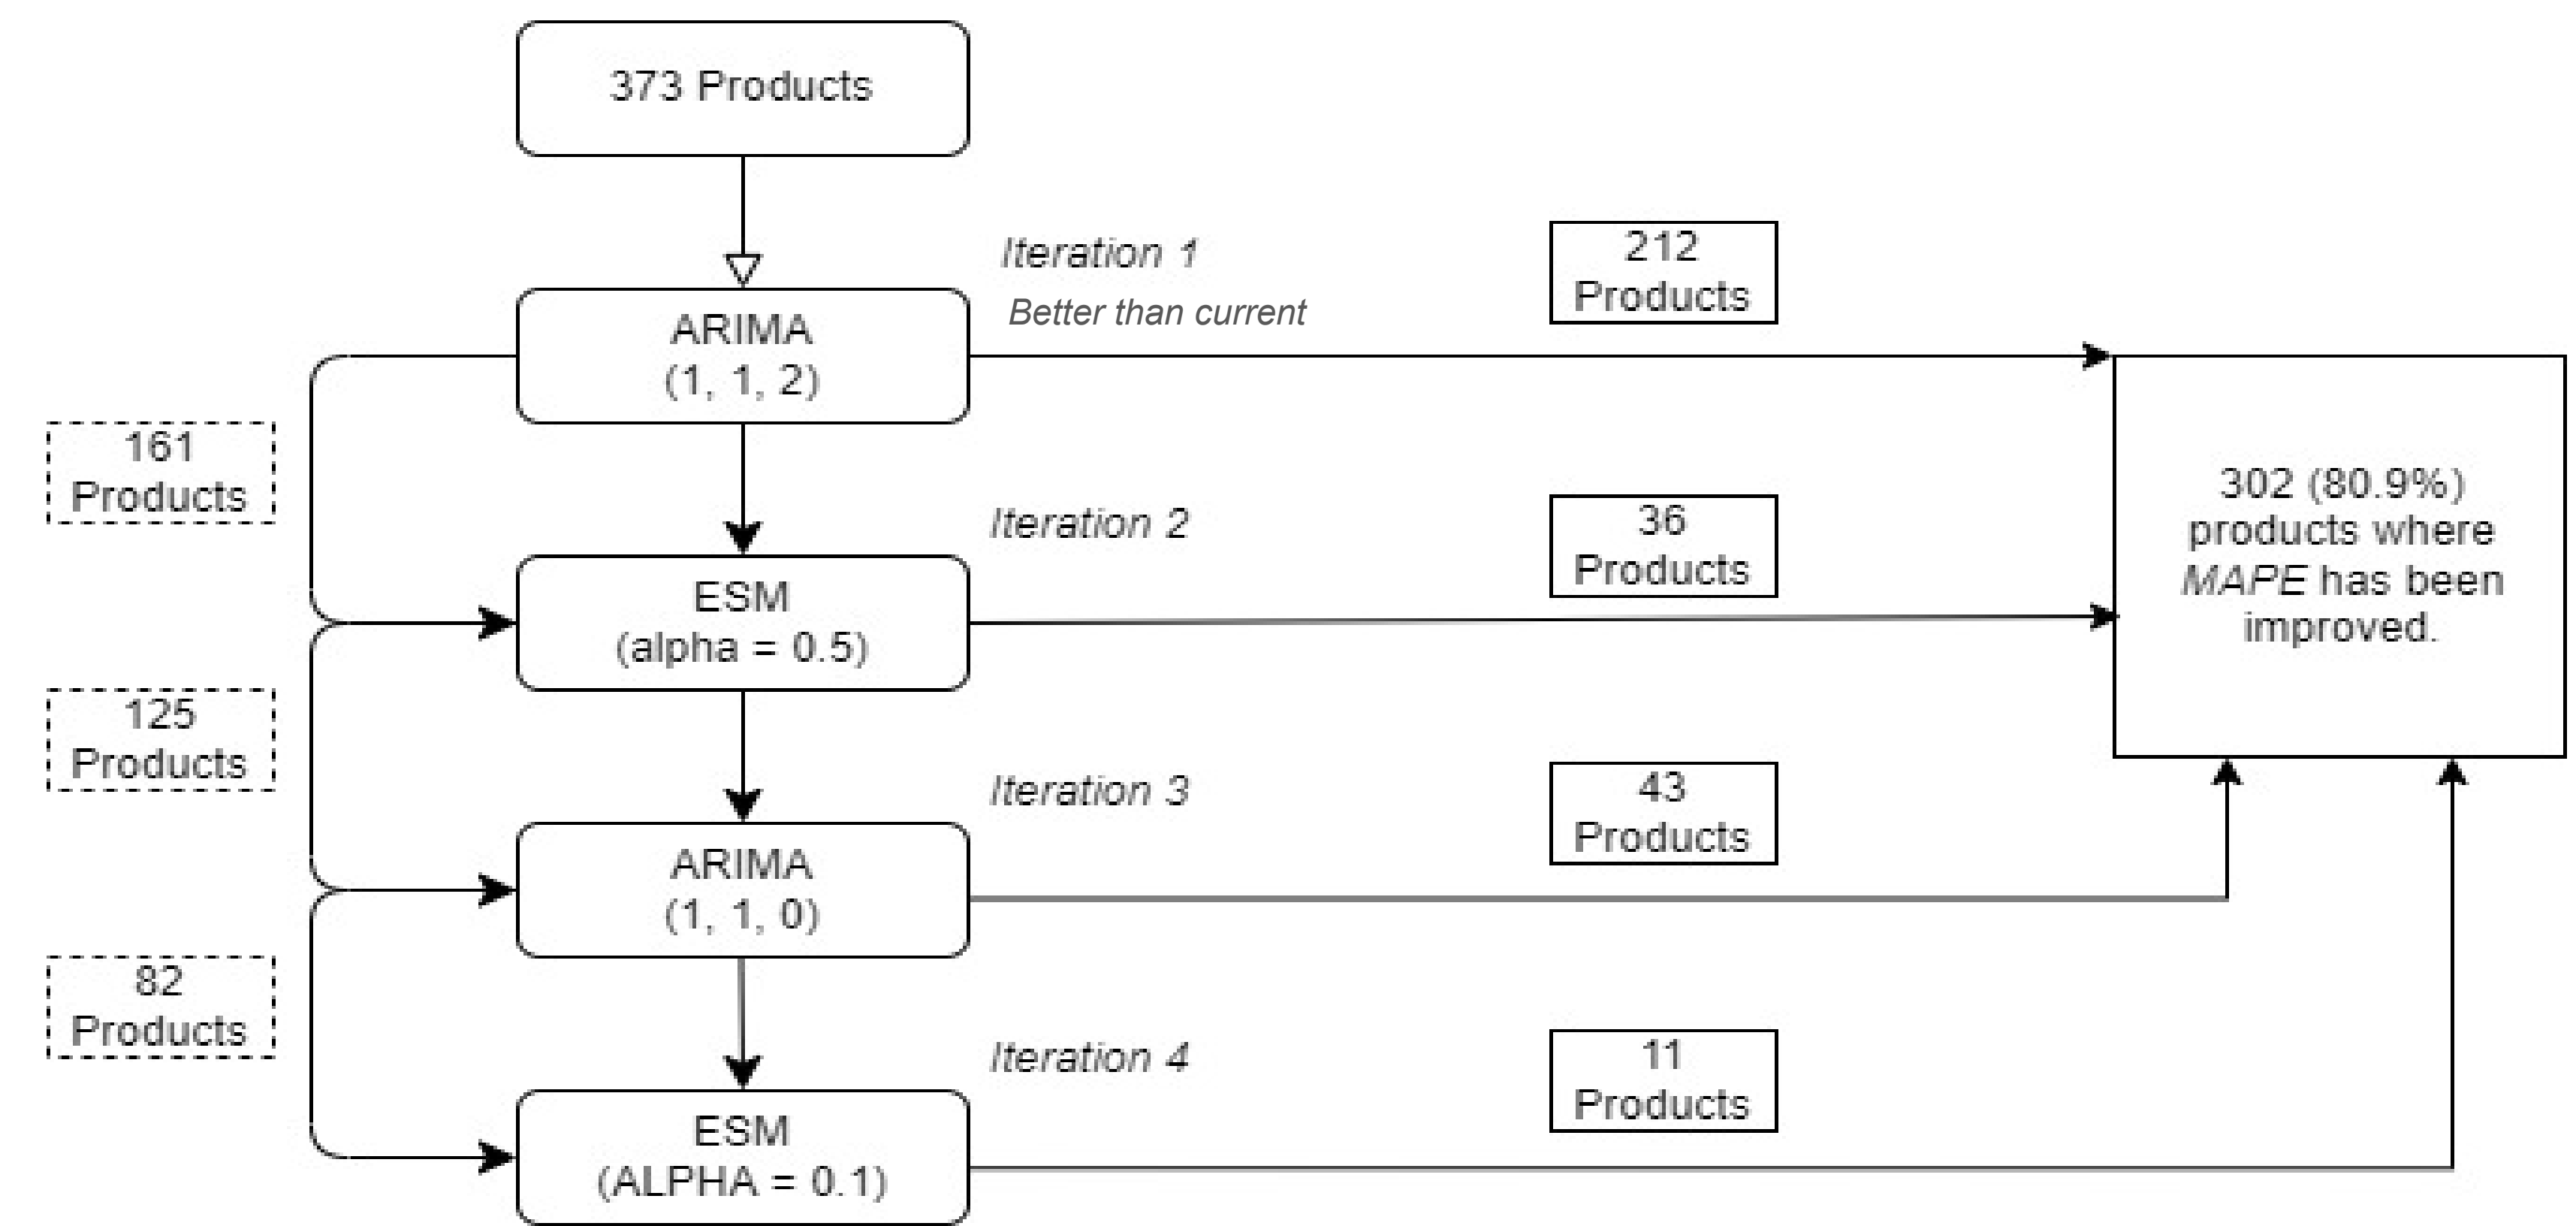 373 Products
Iteration 1
Better than current
212
Products
ARIMA
(1, 1, 2)
161
Products
Iteration 2
36
Products
302 (80.9%)
products where
MAPE has been
improved.
ESM
(alpha = 0.5)
125
Products
Iteration 3
43
Products
ARIMA
(1, 1, 0)
82
Products
Iteration 4
11
Products
ESM
(ALPHA = 0.1)